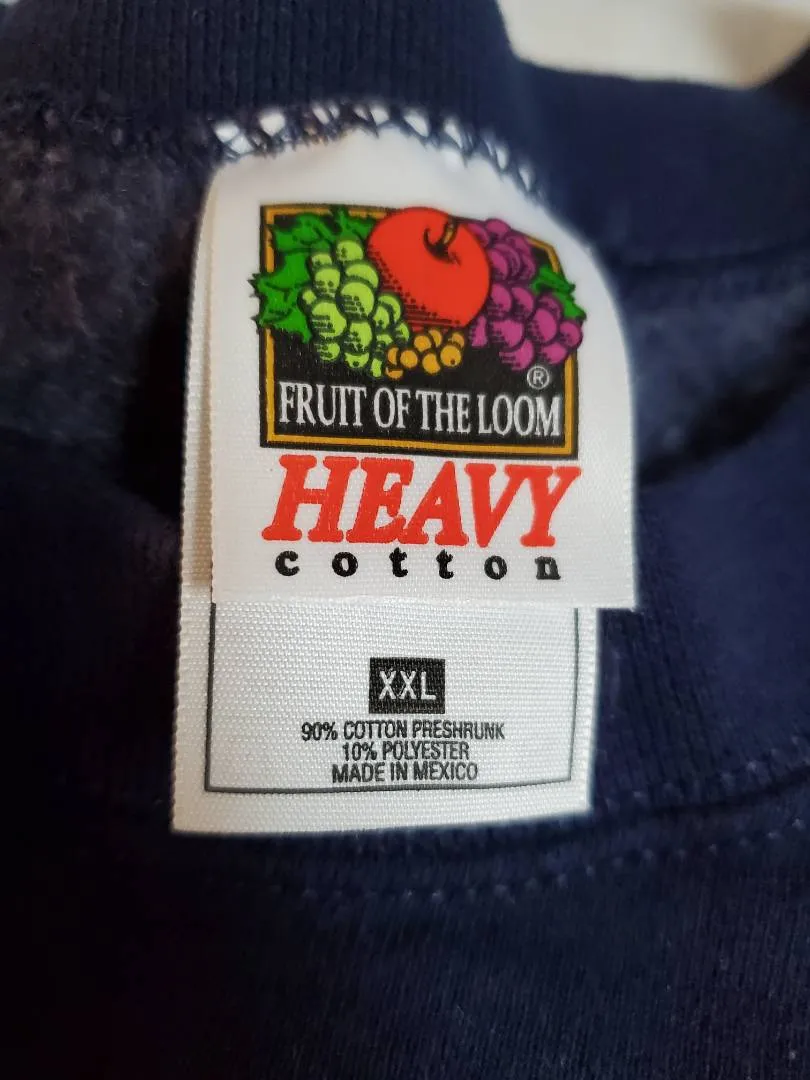 ®
FRUIT OF THE LOOM
HEAVY
cotton
XXL
90% COTTON PRESHRUNK
10% POLYESTER
MADE IN MEXICO